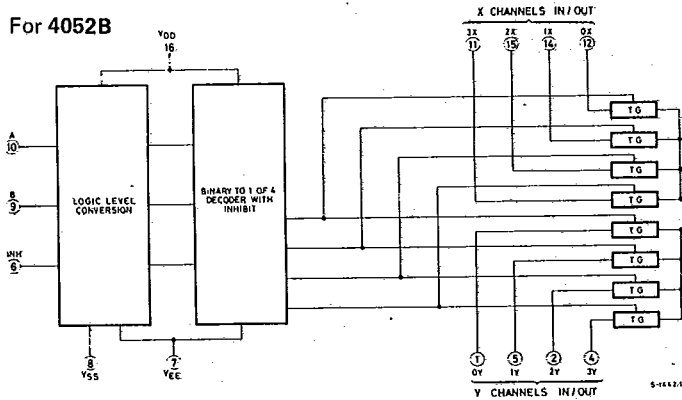 For 4052B
X CHANNELS IN/OUT
3X 2X 1X 0X
11 15 14 12
VDD
16
TG
TG
TG
TG
TG
TG
TG
TG
A
10
B
9
INH
6
LOGIC LEVEL
CONVERSION
BINARY TO 1 OF 4
DECODER WITH
INHIBIT
8
VSS
7
VEE
1 5 2 4
0Y 1Y 2Y 3Y
Y CHANNELS IN/OUT